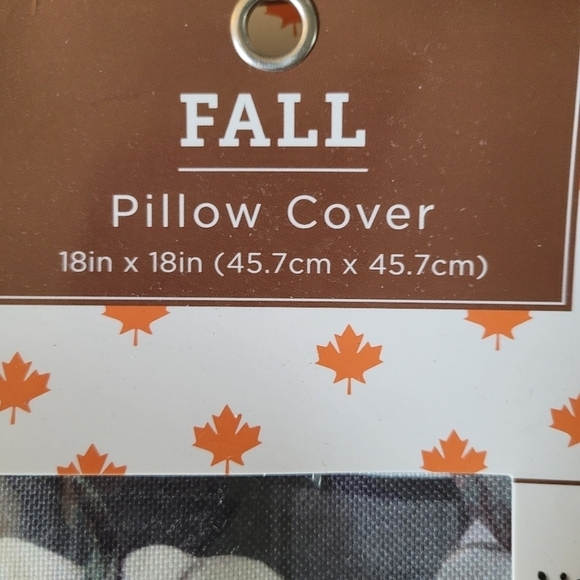 FALL
Pillow Cover
18in x 18in (45.7cm x 45.7cm)